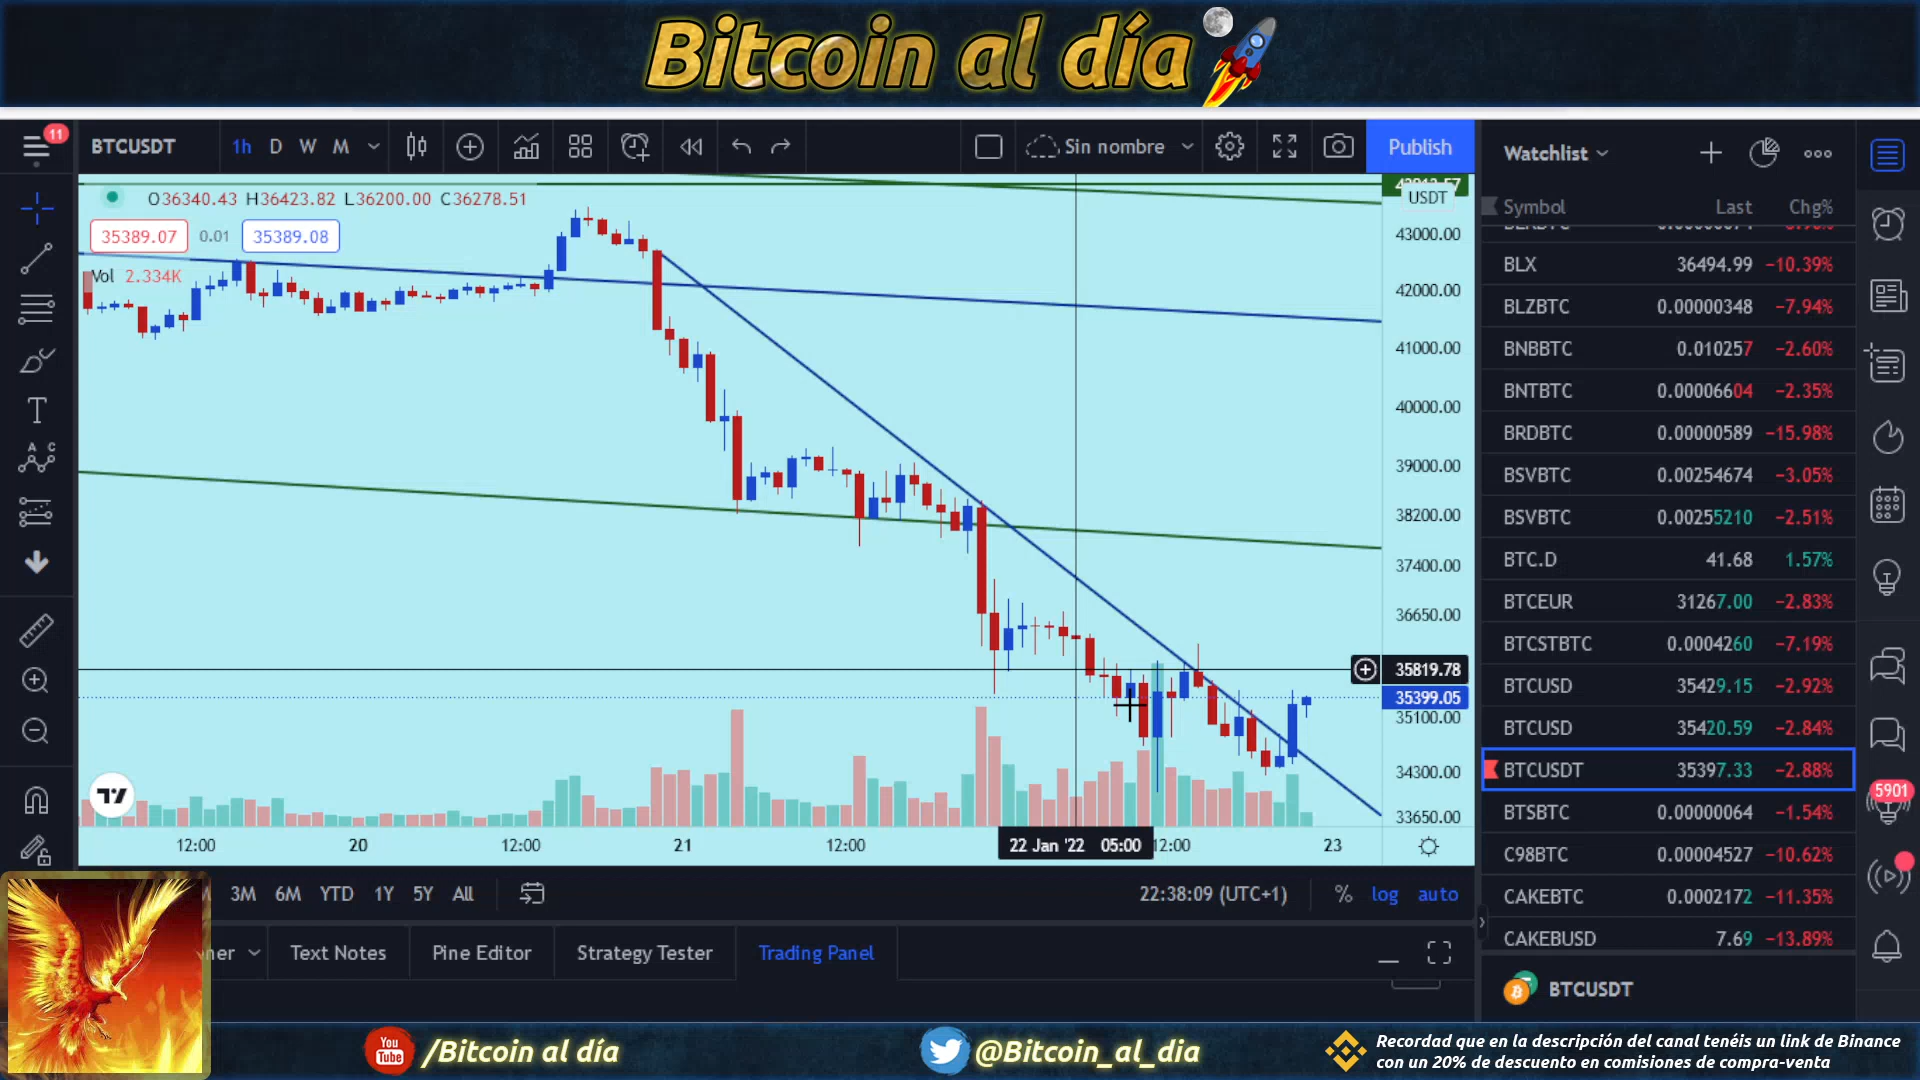 Bitcoin al día
11
BTCUSDT
1h D W M
Sin nombre
Publish
O36340.43 H36423.82 L36200.00 C36278.51
35389.07 0.01 35389.08
Vol 2.334K
USDT
43000.00
42000.00
41000.00
40000.00
39000.00
38200.00
37400.00
36650.00
35819.78
35399.05
35100.00
34300.00
33650.00
12:00 20 12:00 21 12:00 22 Jan '22 05:00 12:00 23
3M 6M YTD 1Y 5Y All
22:38:09 (UTC+1) % log auto
Text Notes Pine Editor Strategy Tester Trading Panel
Watchlist
Symbol Last Chg%
BLX 36494.99 −10.39%
BLZBTC 0.00000348 −7.94%
BNBBTC 0.010257 −2.60%
BNTBTC 0.00006604 −2.35%
BRDBTC 0.00000589 −15.98%
BSVBTC 0.00254674 −3.05%
BSVBTC 0.00255210 −2.51%
BTC.D 41.68 1.57%
BTCEUR 31267.00 −2.83%
BTCSTBTC 0.0004260 −7.19%
BTCUSD 35429.15 −2.92%
BTCUSD 35420.59 −2.84%
BTCUSDT 35397.33 −2.88%
BTSBTC 0.00000064 −1.54%
C98BTC 0.00004527 −10.62%
CAKEBTC 0.0002172 −11.35%
CAKEBUSD 7.69 −13.89%
BTCUSDT
5901
You
Tube
/Bitcoin al día
@Bitcoin_al_dia
Recordad que en la descripción del canal tenéis un link de Binance
con un 20% de descuento en comisiones de compra-venta